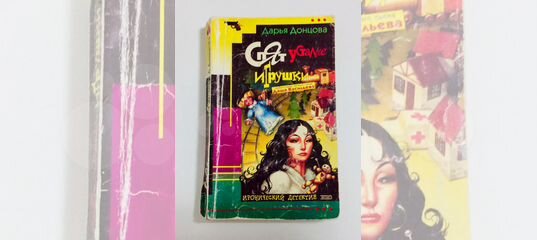 Дарья Донцова
Спят усталые
игрушки
ИРОНИЧЕСКИЙ ДЕТЕКТИВ